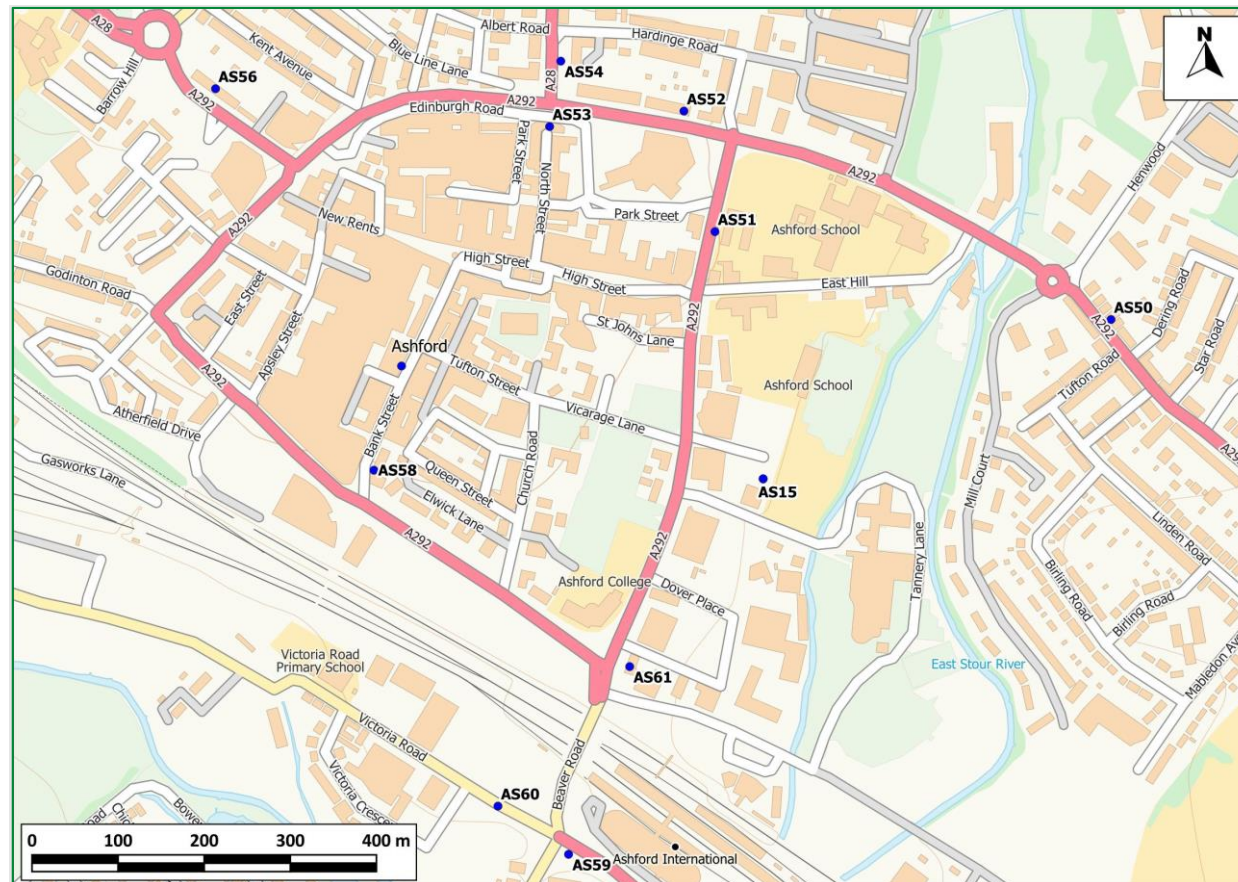 A28
Albert Road
Hardinge Road
N
Kent Avenue
Blue Line Lane
AS54
Barrow Hill
AS56
A28
A292
A292
AS52
Edinburgh Road
AS53
Park Street
North Street
A292
Henwood
New Rents
Park Street
AS51
Ashford School
A292
High Street
High Street
East Hill
Godinton Road
East Street
St Johns Lane
A292
AS50
A292
Dering Road
Star Road
Apsley Street
Ashford
Tufton Street
Ashford School
Tufton Road
A292
Atherfield Drive
Vicarage Lane
Bank Street
Church Road
Gasworks Lane
AS58
Queen Street
Elwick Lane
AS15
Mill Court
Linden Road
A292
A292
Tannery Lane
Ashford College
Dover Place
Birling Road
Birling Road
Victoria Road
Primary School
AS61
East Stour River
Victoria Road
Beaver Road
Victoria Cresce
AS60
0 100 200 300 400 m
AS59
Ashford International